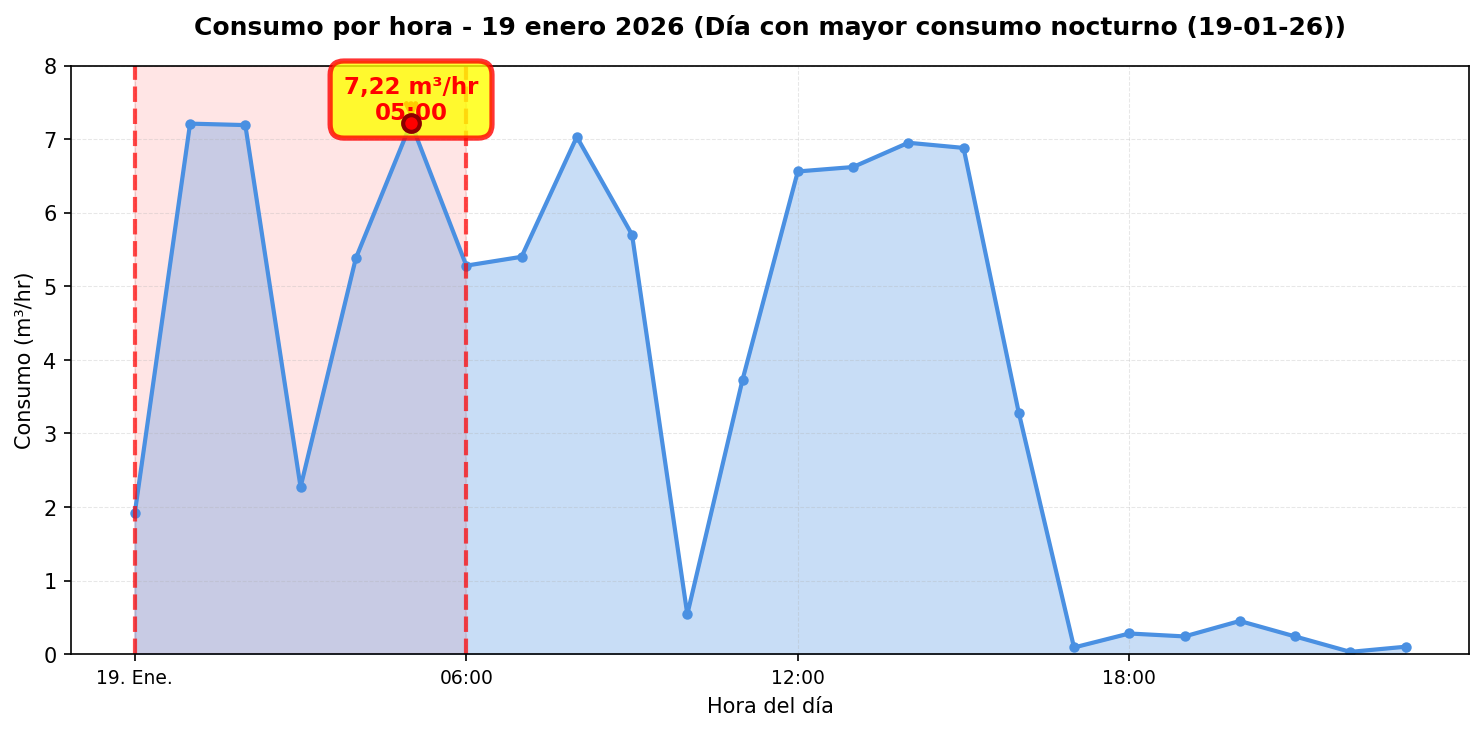 Consumo por hora - 19 enero 2026 (Día con mayor consumo nocturno (19-01-26))
7,22 m³/hr
05:00
8
7
6
5
4
3
2
1
0
Consumo (m³/hr)
19. Ene.
06:00
12:00
18:00
Hora del día